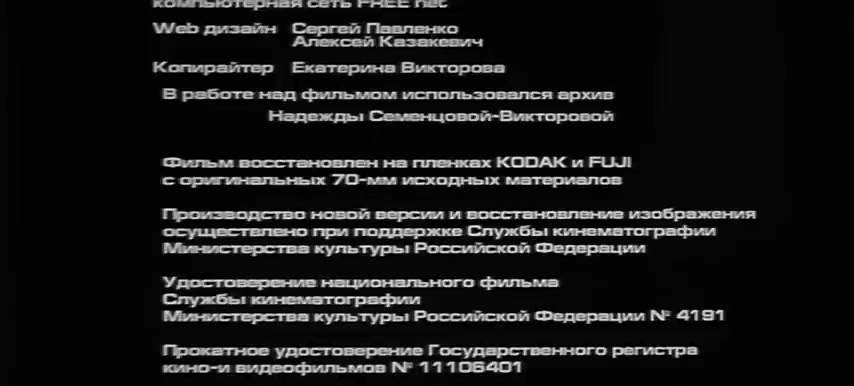 компьютерная сеть FREE net
Web дизайн Сергей Павленко
Алексей Казакевич
Копирайтер Екатерина Викторова
В работе над фильмом использовался архив
Надежды Семенцовой-Викторовой
Фильм восстановлен на пленках KODAK и FUJI
с оригинальных 70-мм исходных материалов
Производство новой версии и восстановление изображения
осуществлено при поддержке Службы кинематографии
Министерства культуры Российской Федерации
Удостоверение национального фильма
Службы кинематографии
Министерства культуры Российской Федерации № 4191
Прокатное удостоверение Государственного регистра
кино-и видеофильмов № 11106401